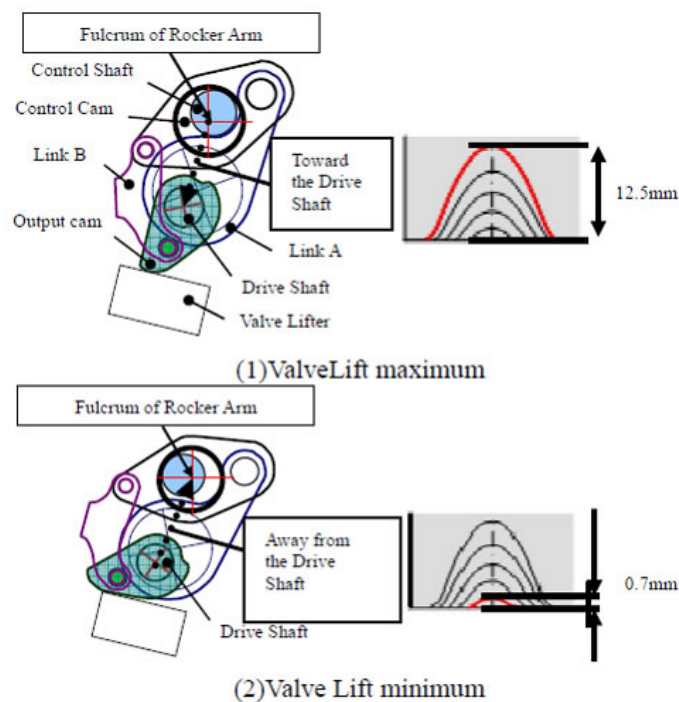 Fulcrum of Rocker Arm
Control Shaft
Control Cam
Link B
Toward
the Drive
Shaft
12.5mm
Output cam
Link A
Drive Shaft
Valve Lifter
(1)ValveLift maximum
Fulcrum of Rocker Arm
Away from
the Drive
Shaft
0.7mm
Drive Shaft
(2)Valve Lift minimum